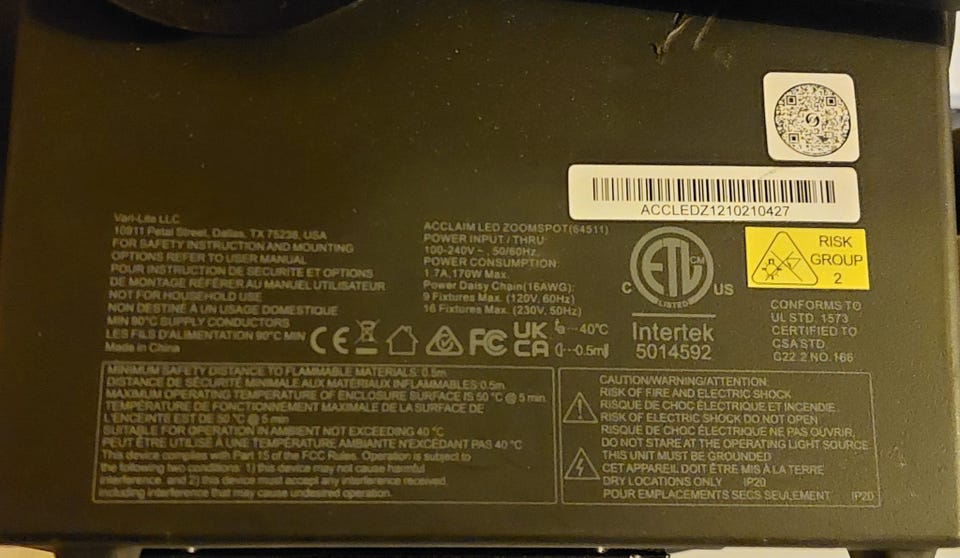 ACCLEDZ1210210427
Vari-Lite LLC
10911 Petal Street, Dallas, TX 75238, USA
FOR SAFETY INSTRUCTION AND MOUNTING
OPTIONS REFER TO USER MANUAL
POUR INSTRUCTION DE SECURITE ET OPTIONS
DE MONTAGE RÉFÉRER AU MANUEL UTILISATEUR
NOT FOR HOUSEHOLD USE
NON DESTINÉ À UN USAGE DOMESTIQUE
MIN 90°C SUPPLY CONDUCTORS
LES FILS D'ALIMENTATION 90°C MIN
Made in China
ACCLAIM LED ZOOMSPOT(64511)
POWER INPUT / THRU:
100-240V~, 50/60Hz,
POWER CONSUMPTION:
1.7A, 170W Max.
Power Daisy Chain(16AWG):
9 Fixtures Max. (120V, 60Hz)
16 Fixtures Max. (230V, 50Hz)
CE FC UK CA
ta---40°C
(---0.5m
ETL CM
LISTED
C US
Intertek
5014592
RISK
GROUP
2
CONFORMS TO
UL STD. 1573
CERTIFIED TO
CSA STD.
C22.2 NO.166
MINIMUM SAFETY DISTANCE TO FLAMMABLE MATERIALS: 0.5m
DISTANCE DE SÉCURITÉ MINIMALE AUX MATÉRIAUX INFLAMMABLES:0.5m
MAXIMUM OPERATING TEMPERATURE OF ENCLOSURE SURFACE IS 50 °C @ 5 min.
TEMPÉRATURE DE FONCTIONNEMENT MAXIMALE DE LA SURFACE DE
L'ENCEINTE EST DE 50 °C @ 5 min
SUITABLE FOR OPERATION IN AMBIENT NOT EXCEEDING 40 °C
PEUT ÊTRE UTILISÉ À UNE TEMPÉRATURE AMBIANTE N'EXCÉDANT PAS 40 °C
This device complies with Part 15 of the FCC Rules. Operation is subject to
the following two conditions: 1) this device may not cause harmful
interference, and 2) this device must accept any interference received,
including interference that may cause undesired operation.
CAUTION/WARNING/ATTENTION:
RISK OF FIRE AND ELECTRIC SHOCK
RISQUE DE CHOC ÉLECTRIQUE ET INCENDIE.
RISK OF ELECTRIC SHOCK DO NOT OPEN
RISQUE DE CHOC ÉLECTRIQUE NE PAS OUVRIR,
DO NOT STARE AT THE OPERATING LIGHT SOURCE
THIS UNIT MUST BE GROUNDED
CET APPAREIL DOIT ÊTRE MIS À LA TERRE
DRY LOCATIONS ONLY IP20
POUR EMPLACEMENTS SECS SEULEMENT IP20